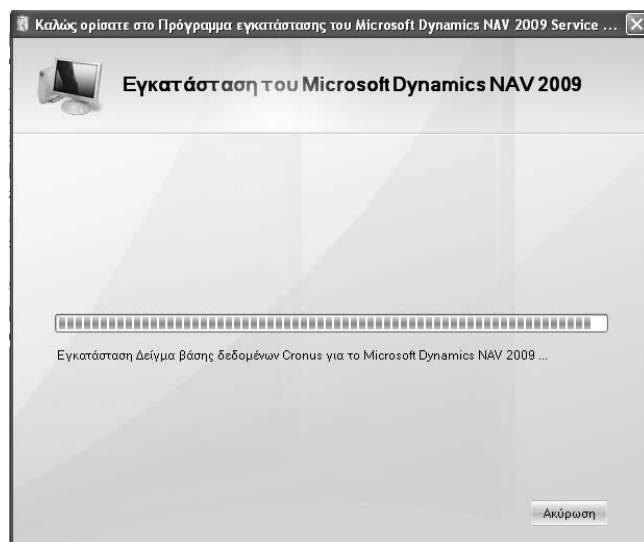 Καλώς ορίσατε στο Πρόγραμμα εγκατάστασης του Microsoft Dynamics NAV 2009 Service ...
Εγκατάσταση του Microsoft Dynamics NAV 2009
Εγκατάσταση Δείγμα βάσης δεδομένων Cronus για το Microsoft Dynamics NAV 2009 ...
Ακύρωση